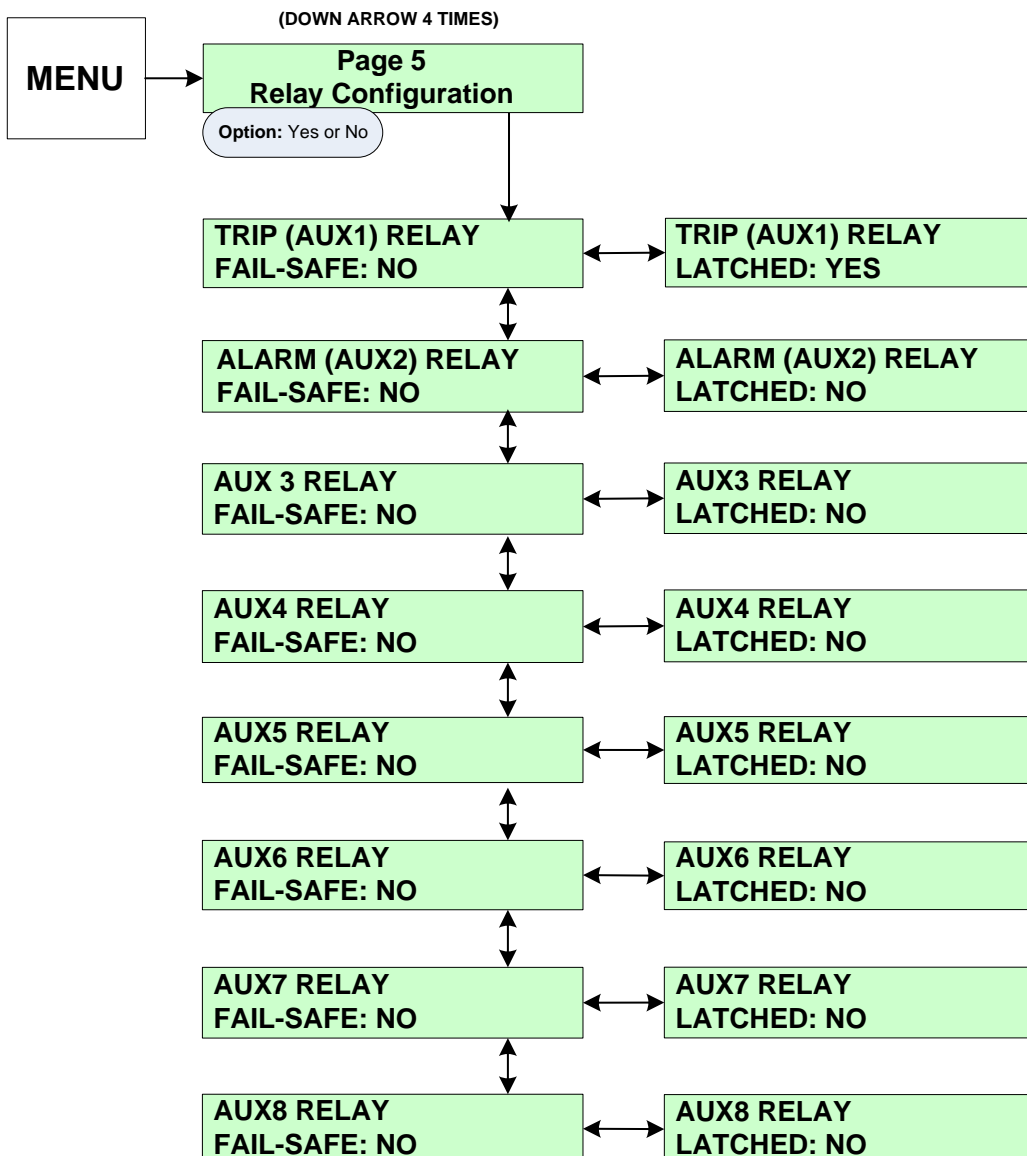 (DOWN ARROW 4 TIMES)
MENU
Page 5
Relay Configuration
Option: Yes or No
TRIP (AUX1) RELAY
FAIL-SAFE: NO
TRIP (AUX1) RELAY
LATCHED: YES
ALARM (AUX2) RELAY
FAIL-SAFE: NO
ALARM (AUX2) RELAY
LATCHED: NO
AUX 3 RELAY
FAIL-SAFE: NO
AUX3 RELAY
LATCHED: NO
AUX4 RELAY
FAIL-SAFE: NO
AUX4 RELAY
LATCHED: NO
AUX5 RELAY
FAIL-SAFE: NO
AUX5 RELAY
LATCHED: NO
AUX6 RELAY
FAIL-SAFE: NO
AUX6 RELAY
LATCHED: NO
AUX7 RELAY
FAIL-SAFE: NO
AUX7 RELAY
LATCHED: NO
AUX8 RELAY
FAIL-SAFE: NO
AUX8 RELAY
LATCHED: NO